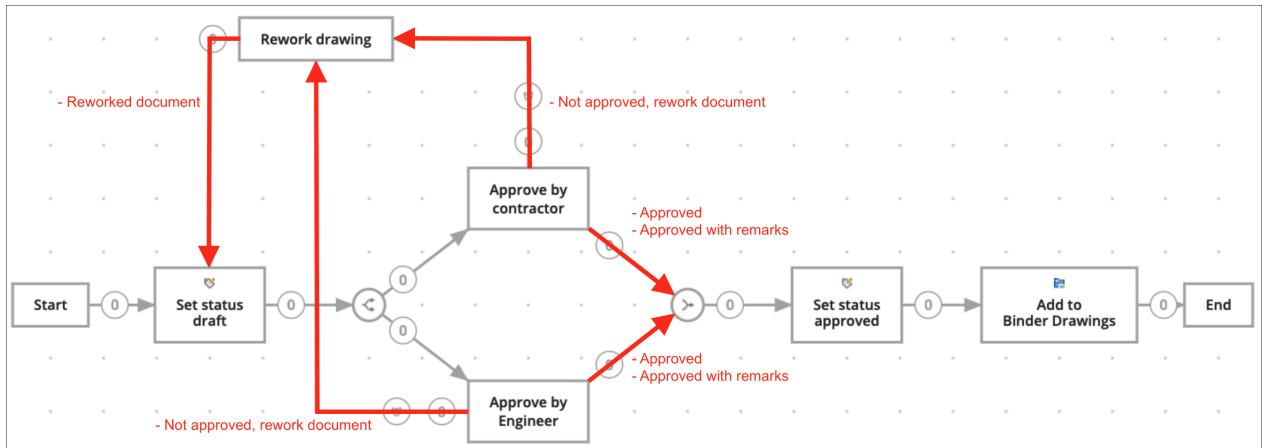 Rework drawing
- Reworked document
- Not approved, rework document
Approve by
contractor
- Approved
- Approved with remarks
Start
0
Set status
draft
0
0
0
0
Set status
approved
0
Add to
Binder Drawings
0
End
- Approved
- Approved with remarks
Approve by
Engineer
- Not approved, rework document